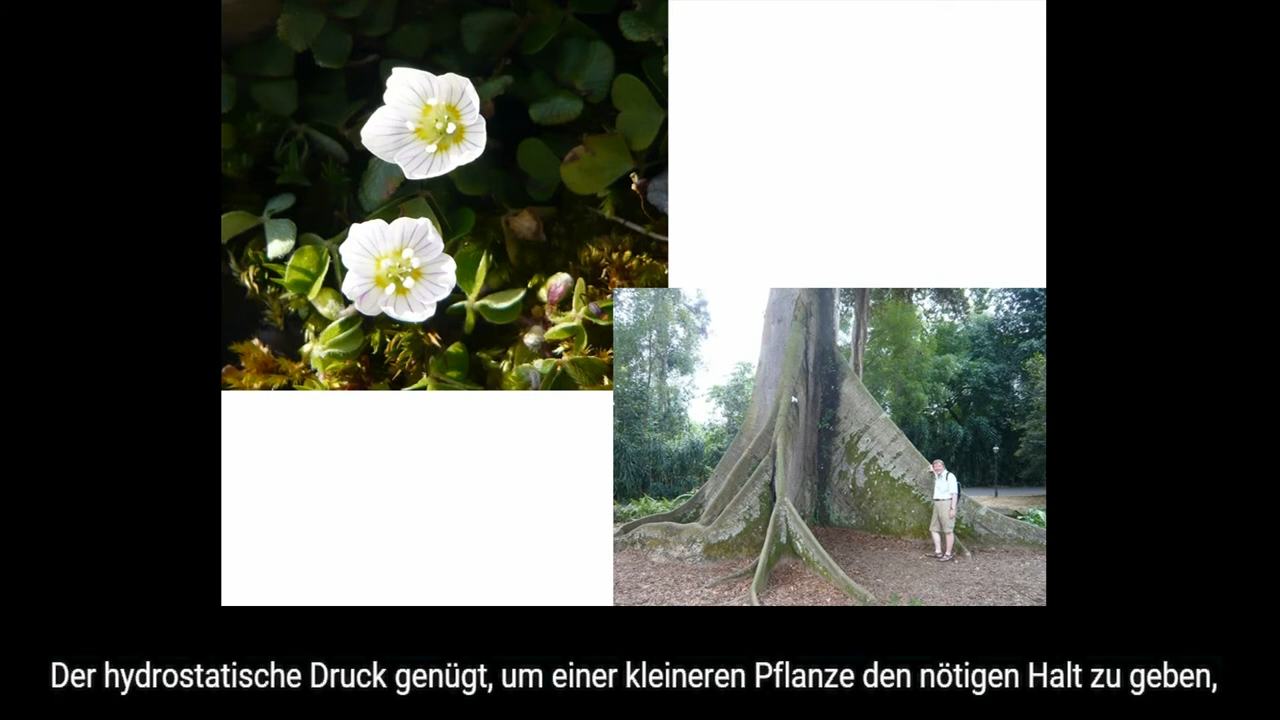 Der hydrostatische Druck genügt, um einer kleineren Pflanze den nötigen Halt zu geben,